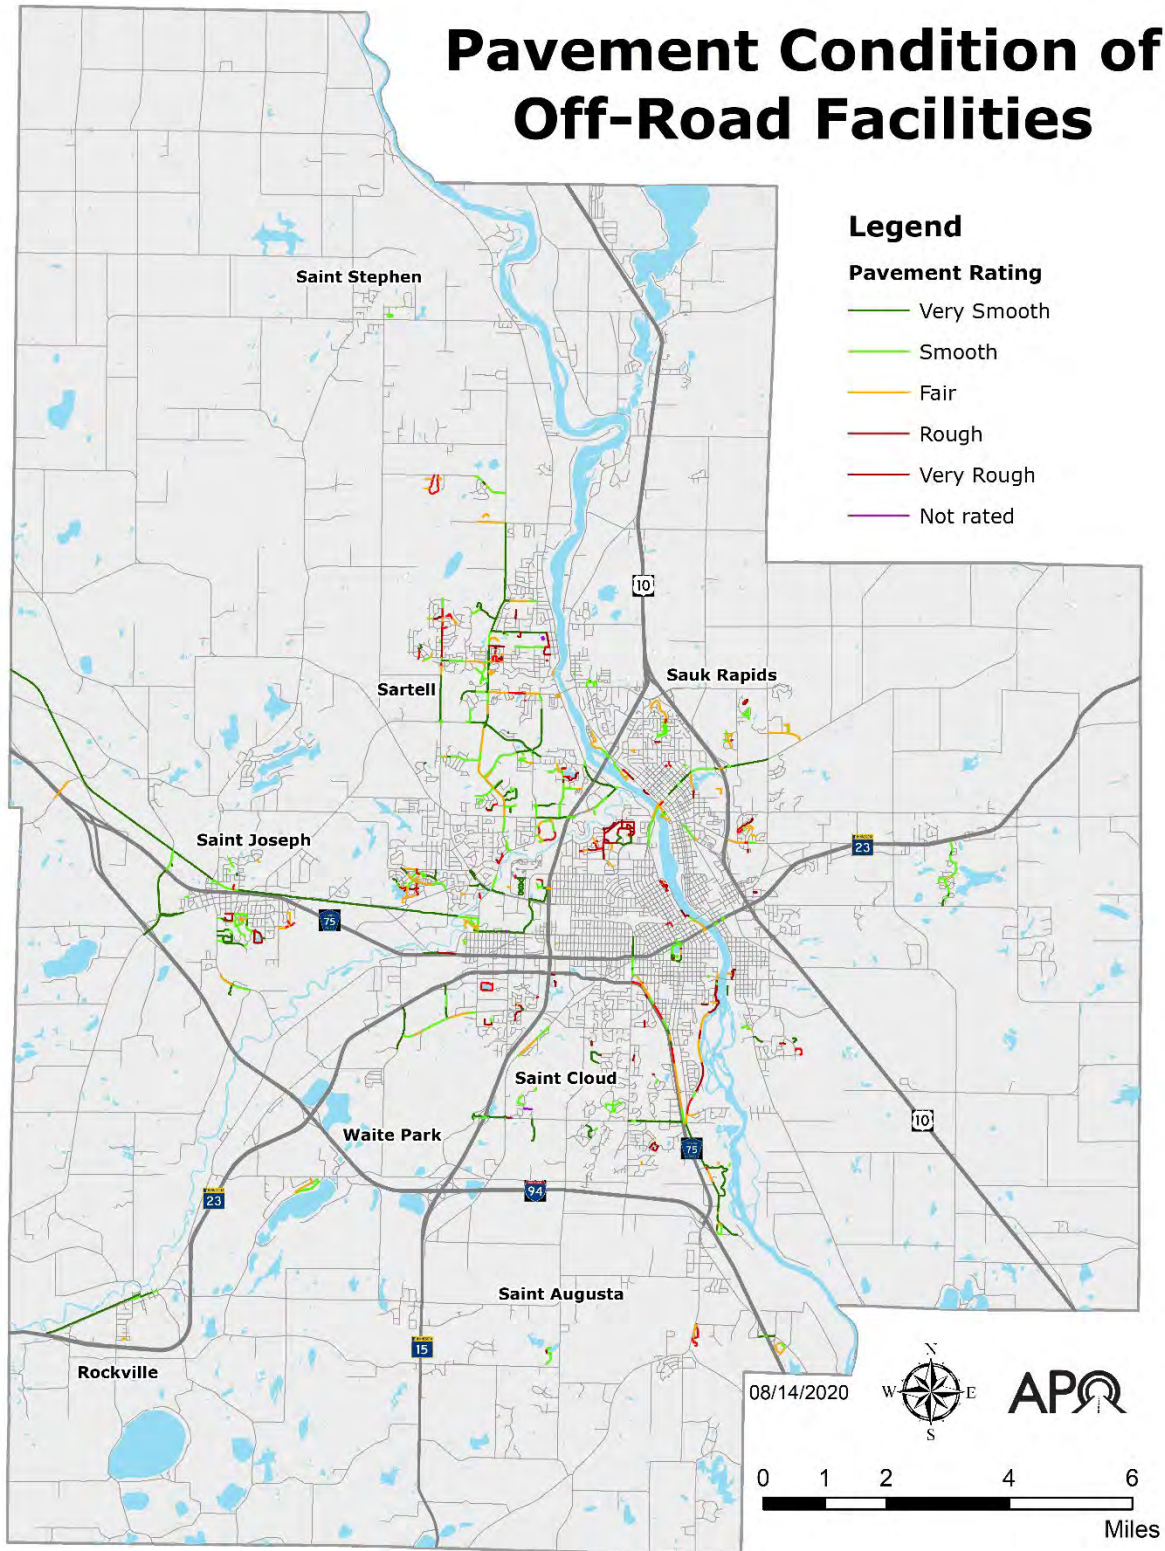 Pavement Condition of
Off-Road Facilities
Legend
Pavement Rating
Very Smooth
Smooth
Fair
Rough
Very Rough
Not rated
Saint Stephen
10
Sauk Rapids
Sartell
Saint Joseph
23
75
Saint Cloud
10
Waite Park
75
94
23
Saint Augusta
15
Rockville
08/14/2020
N
W E
S
APO
0 1 2 4 6
Miles